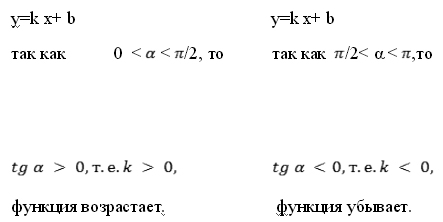 y=k x+ b
так как 0 < α < π/2, то
tg α > 0, т. е. k > 0,
функция возрастает,
y=k x+ b
так как π/2< α < π,то
tg α < 0, т. е. k < 0,
функция убывает.